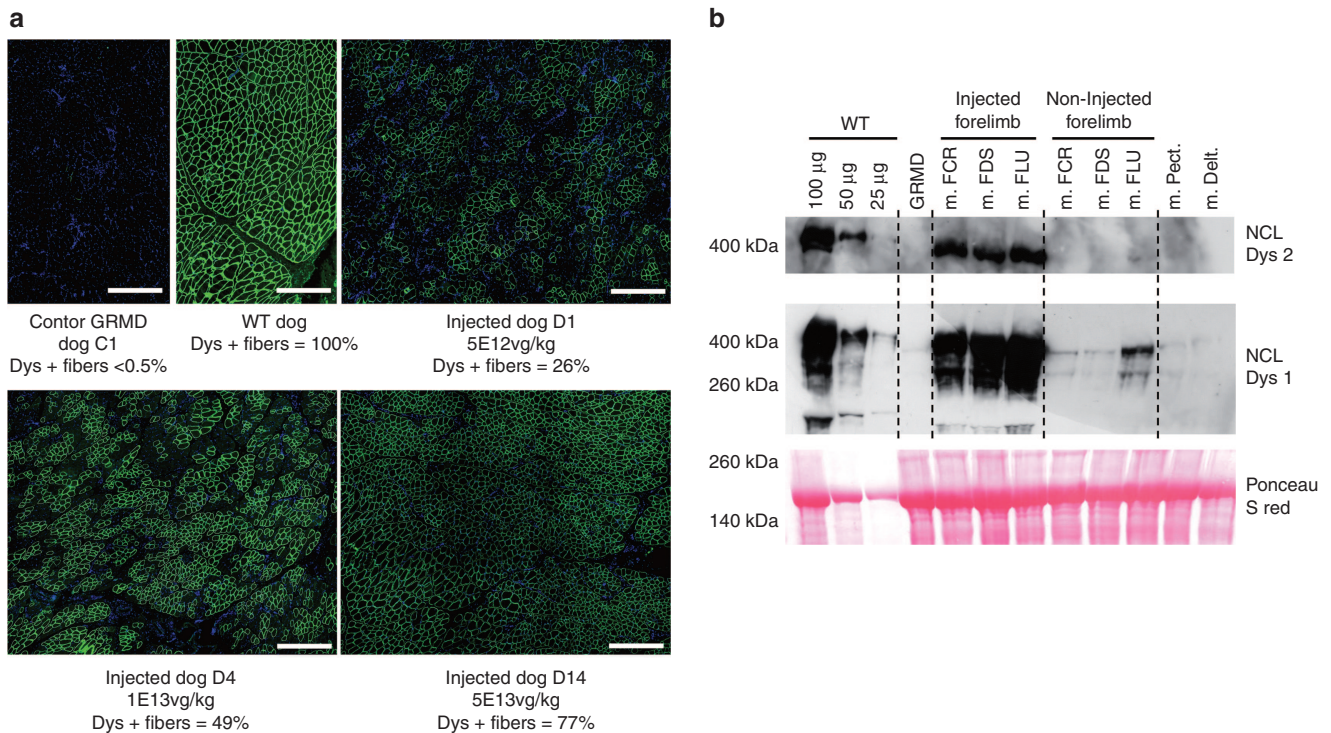 a
Contor GRMD
dog C1
Dys + fibers <0.5%
WT dog
Dys + fibers = 100%
Injected dog D1
5E12vg/kg
Dys + fibers = 26%
Injected dog D4
1E13vg/kg
Dys + fibers = 49%
Injected dog D14
5E13vg/kg
Dys + fibers = 77%
b
WT
Injected
forelimb
Non-Injected
forelimb
100 µg
50 µg
25 µg
GRMD
m. FCR
m. FDS
m. FLU
m. FCR
m. FDS
m. FLU
m. Pect.
m. Delt.
400 kDa
NCL
Dys 2
400 kDa
260 kDa
NCL
Dys 1
260 kDa
140 kDa
Ponceau
S red